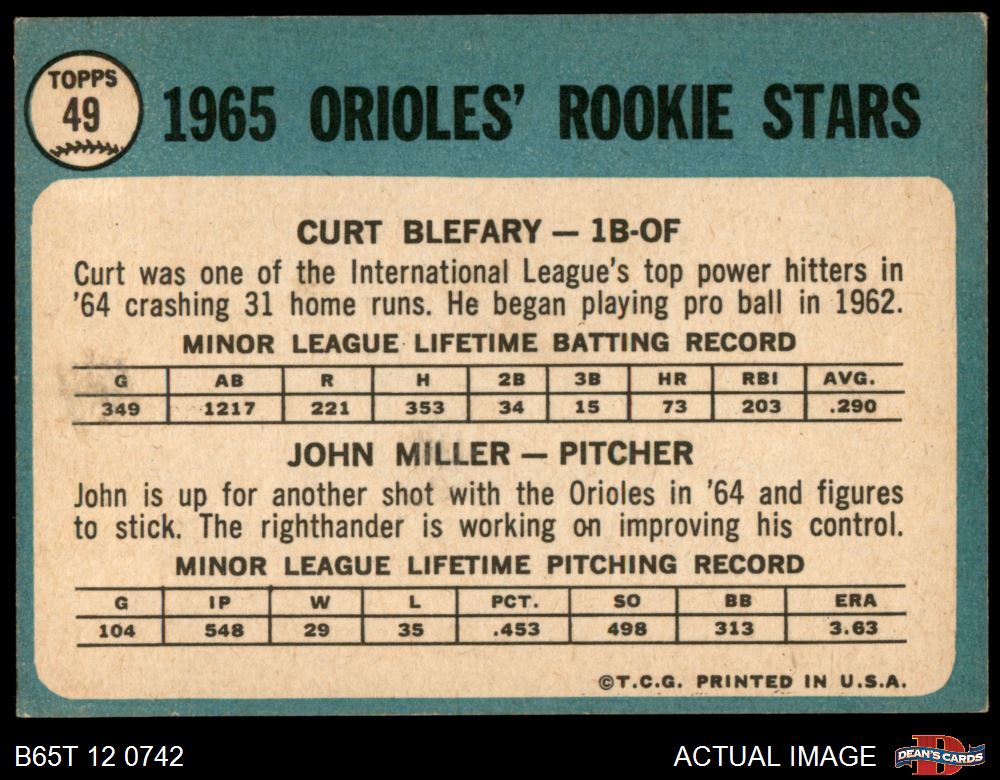 TOPPS
49
1965 ORIOLES' ROOKIE STARS
CURT BLEFARY — 1B-OF
Curt was one of the International League's top power hitters in
'64 crashing 31 home runs. He began playing pro ball in 1962.
MINOR LEAGUE LIFETIME BATTING RECORD
G AB R H 2B 3B HR RBI AVG.
349 1217 221 353 34 15 73 203 .290
JOHN MILLER — PITCHER
John is up for another shot with the Orioles in '64 and figures
to stick. The righthander is working on improving his control.
MINOR LEAGUE LIFETIME PITCHING RECORD
G IP W L PCT. SO BB ERA
104 548 29 35 .453 498 313 3.63
©T.C.G. PRINTED IN U.S.A.
B65T 12 0742
ACTUAL IMAGE
D
DEAN'S CARDS